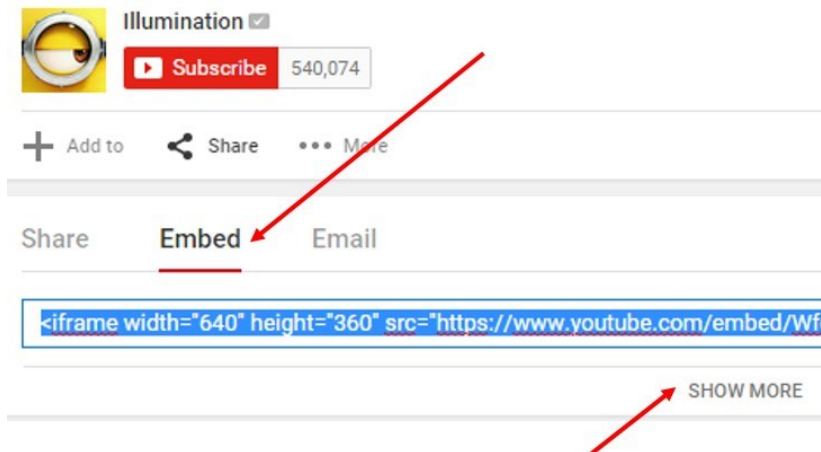 Illumination
Subscribe 540,074
Add to Share More
Share Embed Email
<iframe width="640" height="360" src="https://www.youtube.com/embed/Wf
SHOW MORE